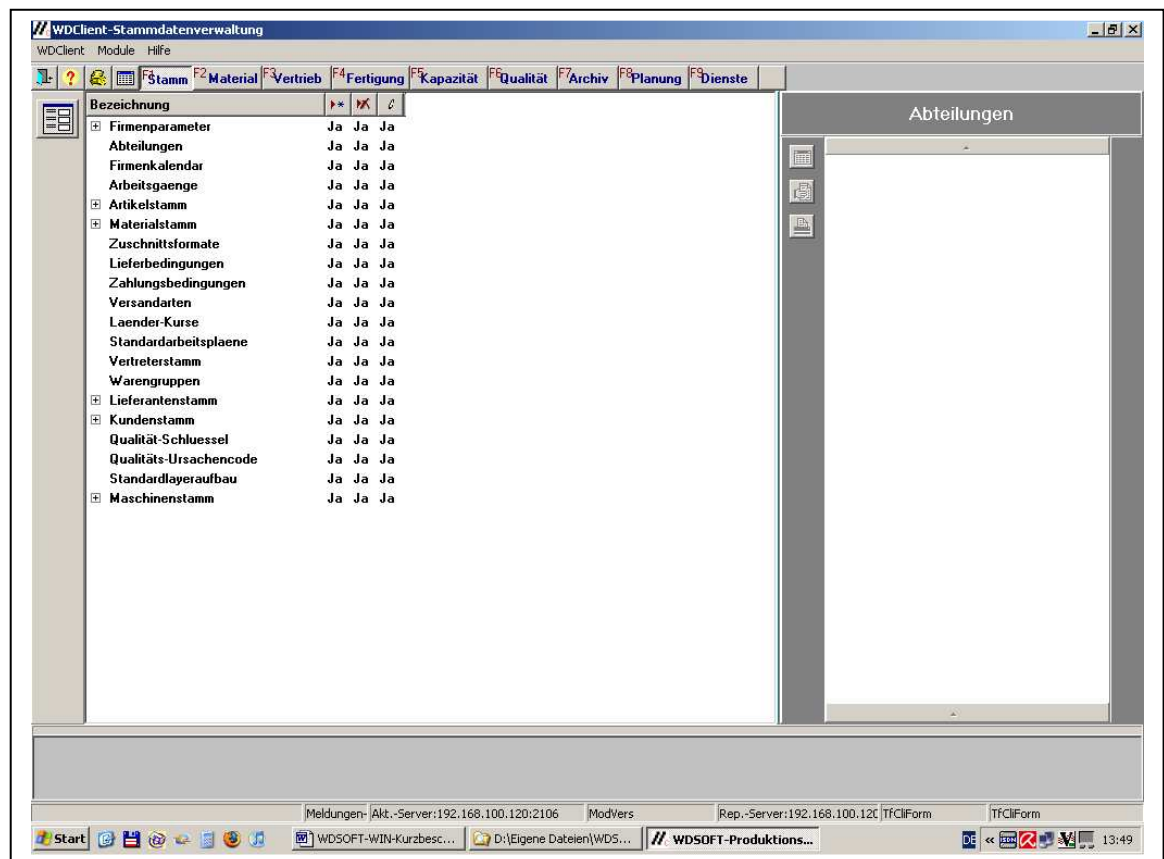 WDClient-Stammdatenverwaltung
WDClient Module Hilfe
F1Stamm F2Material F3Vertrieb F4Fertigung F5Kapazität F6Qualität F7Archiv F8Planung F9Dienste
Bezeichnung
Abteilungen
Firmenparameter Ja Ja Ja
Abteilungen Ja Ja Ja
Firmenkalendar Ja Ja Ja
Arbeitsgaenge Ja Ja Ja
Artikelstamm Ja Ja Ja
Materialstamm Ja Ja Ja
Zuschnittsformate Ja Ja Ja
Lieferbedingungen Ja Ja Ja
Zahlungsbedingungen Ja Ja Ja
Versandarten Ja Ja Ja
Laender-Kurse Ja Ja Ja
Standardarbeitsplaene Ja Ja Ja
Vertreterstamm Ja Ja Ja
Warengruppen Ja Ja Ja
Lieferantenstamm Ja Ja Ja
Kundenstamm Ja Ja Ja
Qualität-Schluessel Ja Ja Ja
Qualitäts-Ursachencode Ja Ja Ja
Standardlayeraufbau Ja Ja Ja
Maschinenstamm Ja Ja Ja
Meldungen- Akt.-Server:192.168.100.120:2106 ModVers Rep.-Server:192.168.100.12C TfCliForm TfCliForm
Start WDSOFT-WIN-Kurzbesc... D:\Eigene Dateien\WDS... WDSOFT-Produktions... DE « ISDN 13:49